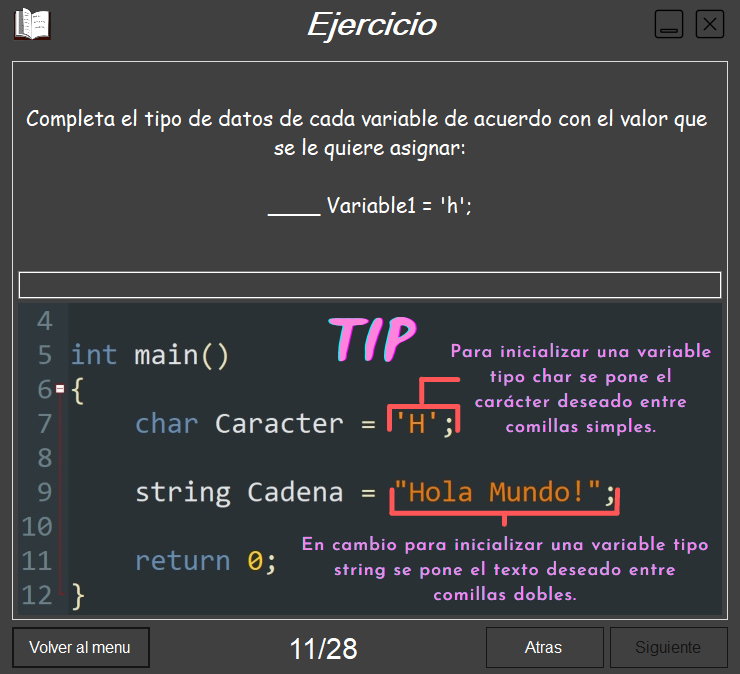 Ejercicio
Completa el tipo de datos de cada variable de acuerdo con el valor que
se le quiere asignar:
_____ Variable1 = 'h';
TIP
4
5 int main()
6 {
7 char Caracter = 'H';
8
9 string Cadena = "Hola Mundo!";
10
11 return 0;
12 }
Para inicializar una variable
tipo char se pone el
carácter deseado entre
comillas simples.
En cambio para inicializar una variable tipo
string se pone el texto deseado entre
comillas dobles.
Volver al menu
11/28
Atras
Siguiente